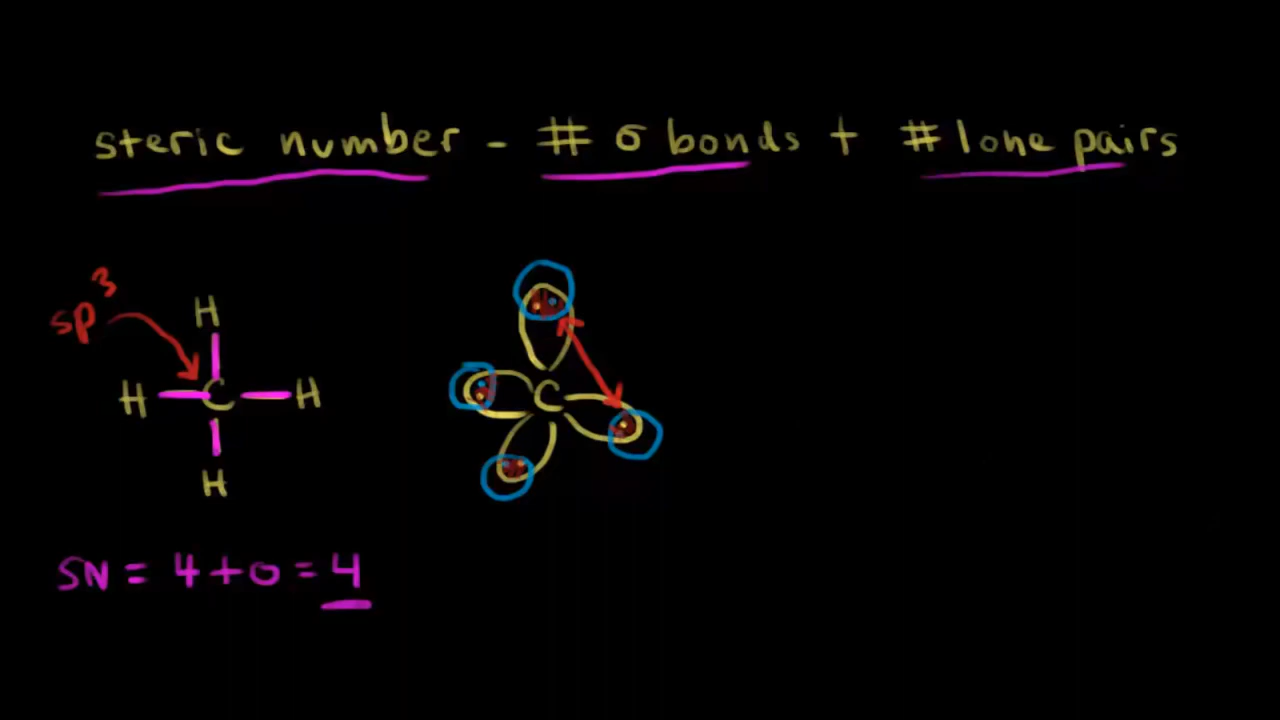 steric number - # σ bonds + # lone pairs
sp³
H
H C H
H
C
SN = 4 + 0 = 4